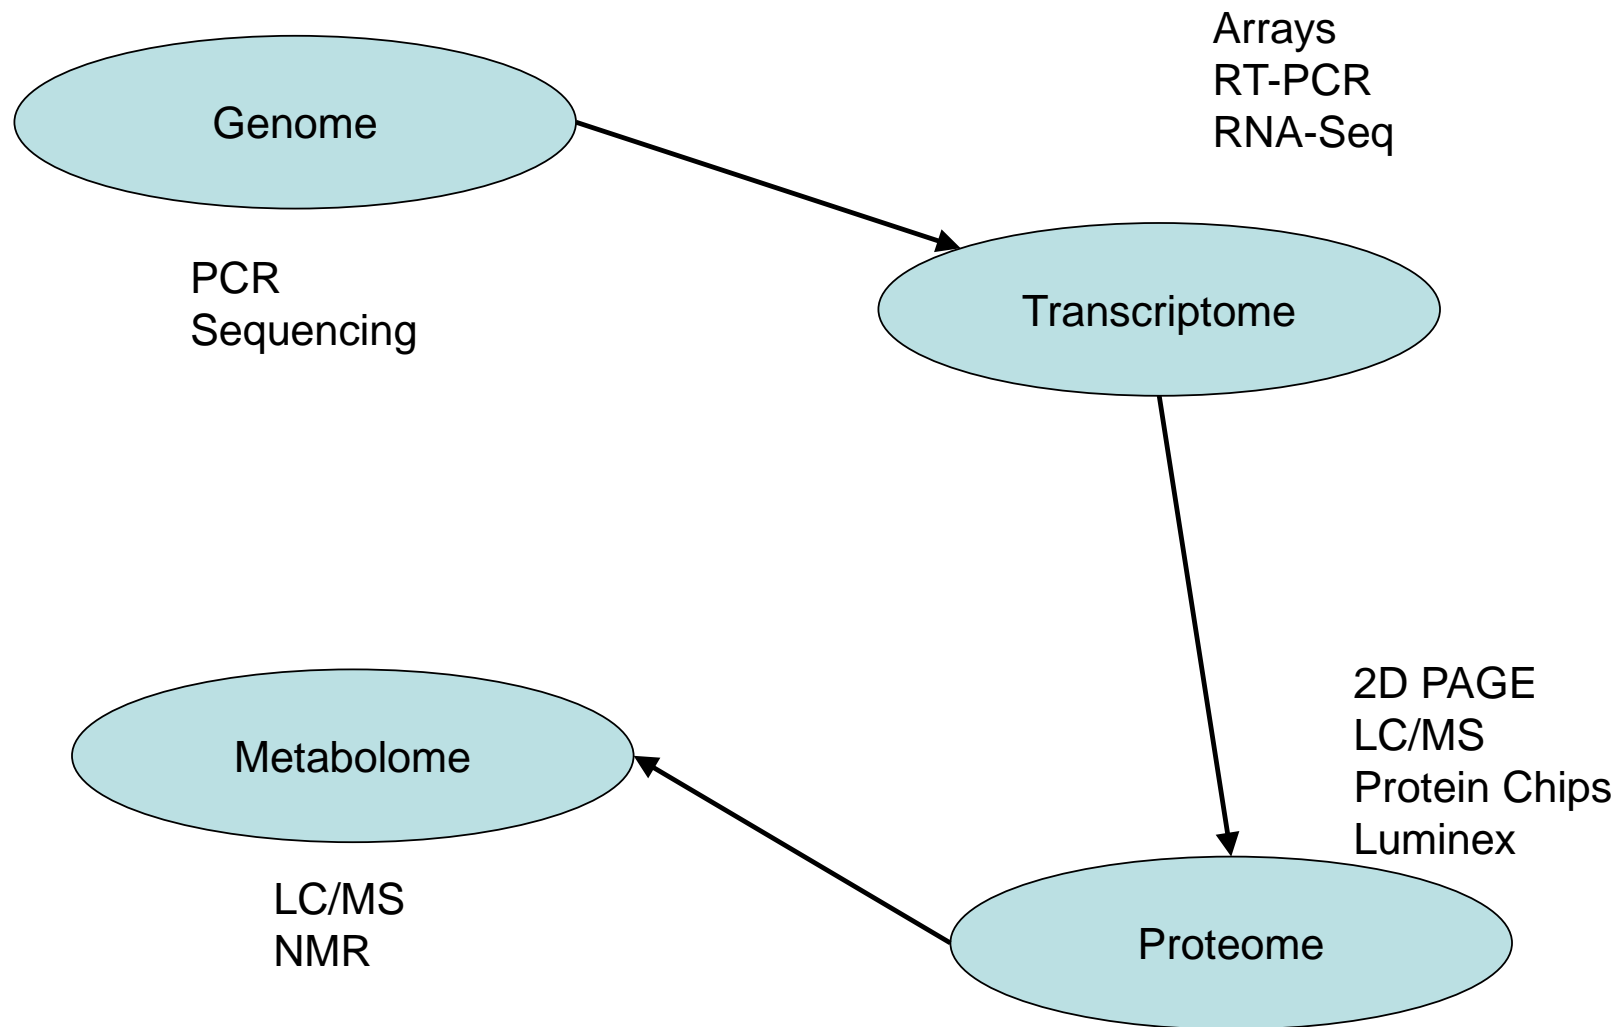 Genome
PCR
Sequencing
Arrays
RT-PCR
RNA-Seq
Transcriptome
2D PAGE
LC/MS
Protein Chips
Luminex
Proteome
Metabolome
LC/MS
NMR